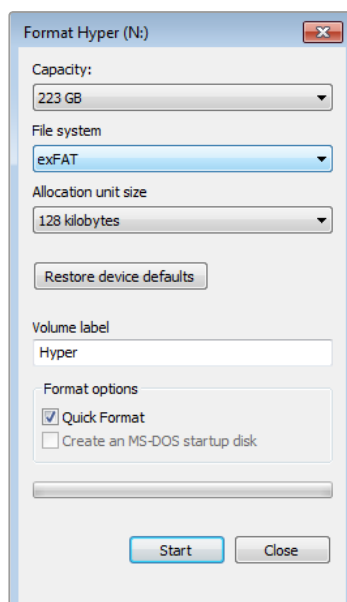 Format Hyper (N:)
Capacity:
223 GB
File system
exFAT
Allocation unit size
128 kilobytes
Restore device defaults
Volume label
Hyper
Format options
Quick Format
Create an MS-DOS startup disk
Start
Close